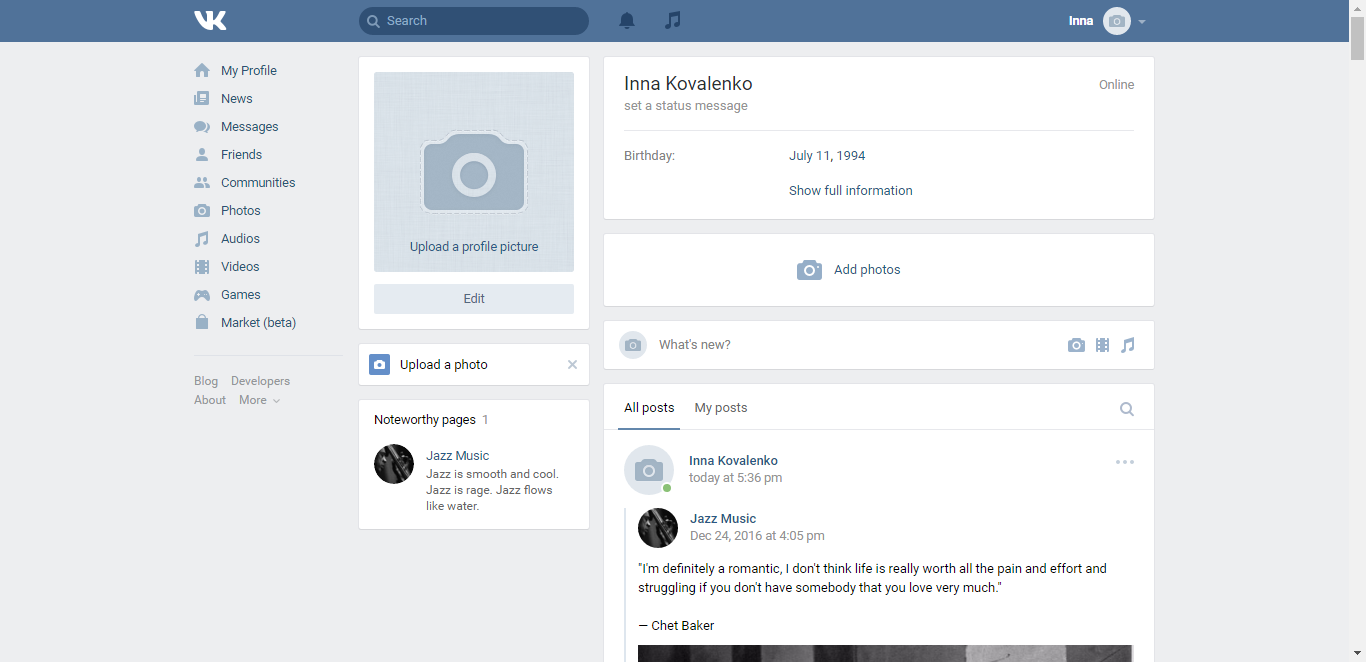 VK
Search
Inna
My Profile
News
Messages
Friends
Communities
Photos
Audios
Videos
Games
Market (beta)
Blog Developers
About More
Upload a profile picture
Edit
Upload a photo
Noteworthy pages 1
Jazz Music
Jazz is smooth and cool.
Jazz is rage. Jazz flows
like water.
Inna Kovalenko
Online
set a status message
Birthday: July 11, 1994
Show full information
Add photos
What's new?
All posts My posts
Inna Kovalenko
today at 5:36 pm
Jazz Music
Dec 24, 2016 at 4:05 pm
"I'm definitely a romantic, I don't think life is really worth all the pain and effort and
struggling if you don't have somebody that you love very much."
— Chet Baker